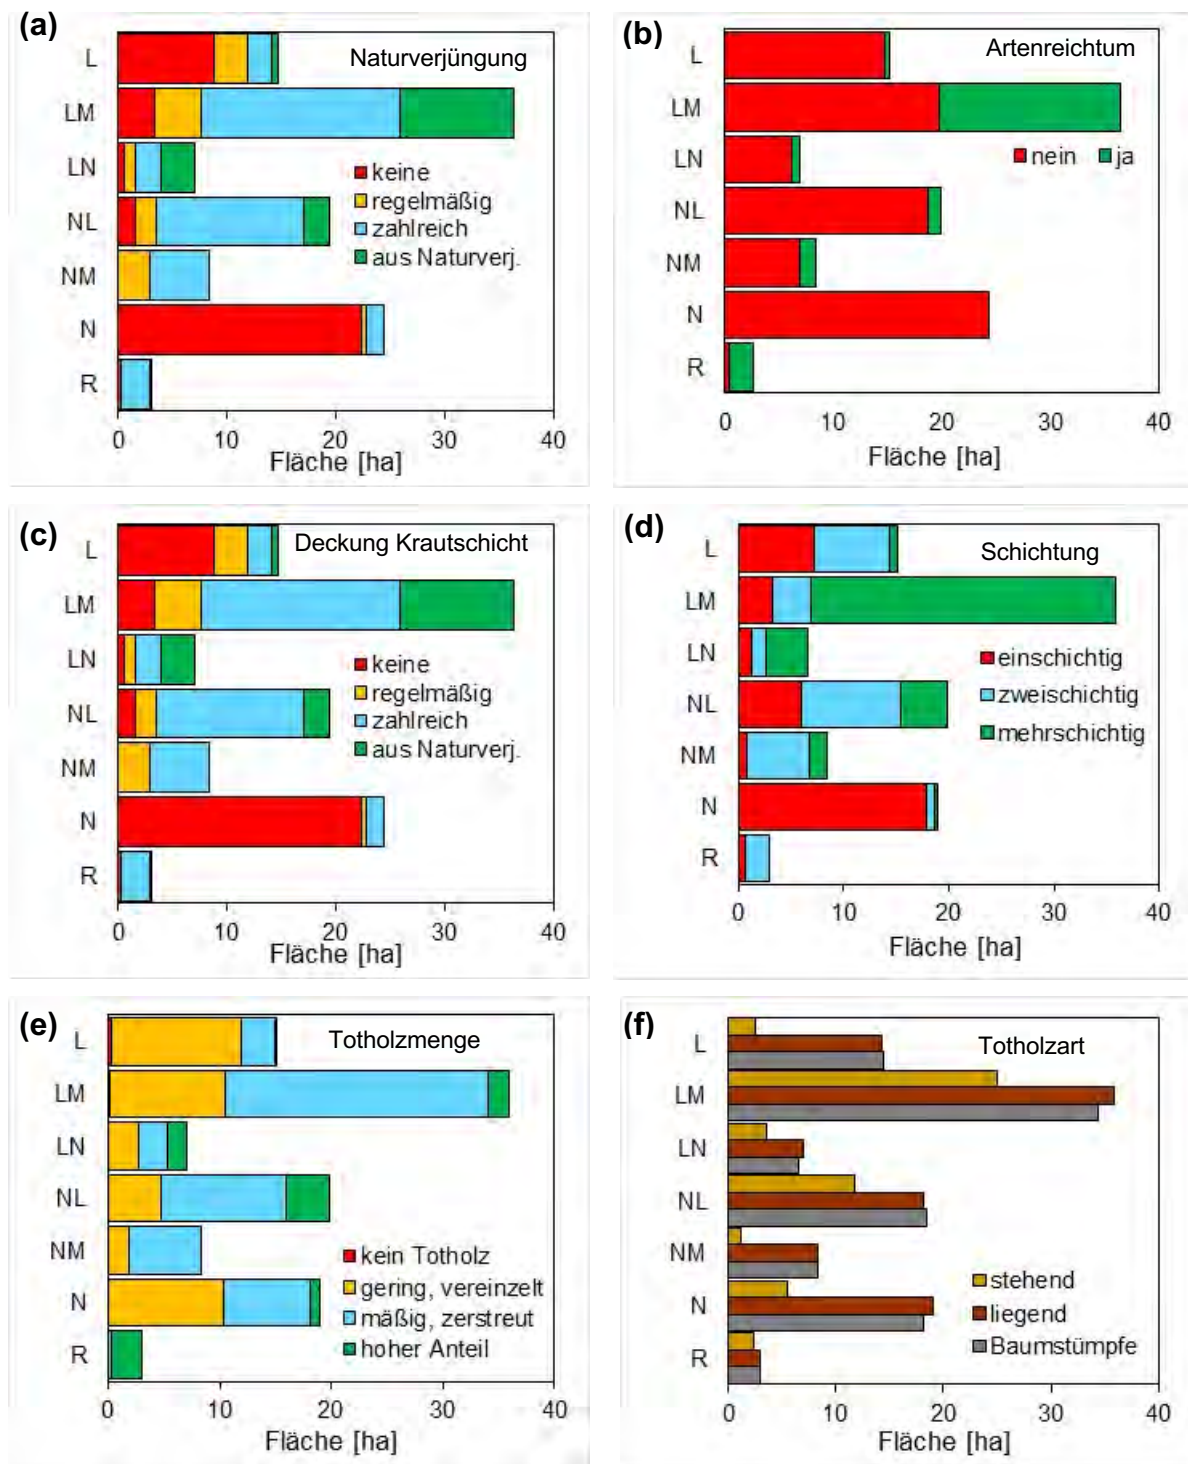 (a)
Naturverjüngung
L
LM
LN
NL
NM
N
R
keine
regelmäßig
zahlreich
aus Naturverj.
0 10 20 30 40
Fläche [ha]
(b)
Artenreichtum
L
LM
LN
NL
NM
N
R
nein ja
0 10 20 30 40
Fläche [ha]
(c)
Deckung Krautschicht
L
LM
LN
NL
NM
N
R
keine
regelmäßig
zahlreich
aus Naturverj.
0 10 20 30 40
Fläche [ha]
(d)
Schichtung
L
LM
LN
NL
NM
N
R
einschichtig
zweischichtig
mehrschichtig
0 10 20 30 40
Fläche [ha]
(e)
Totholzmenge
L
LM
LN
NL
NM
N
R
kein Totholz
gering, vereinzelt
mäßig, zerstreut
hoher Anteil
0 10 20 30 40
Fläche [ha]
(f)
Totholzart
L
LM
LN
NL
NM
N
R
stehend
liegend
Baumstümpfe
0 10 20 30 40
Fläche [ha]